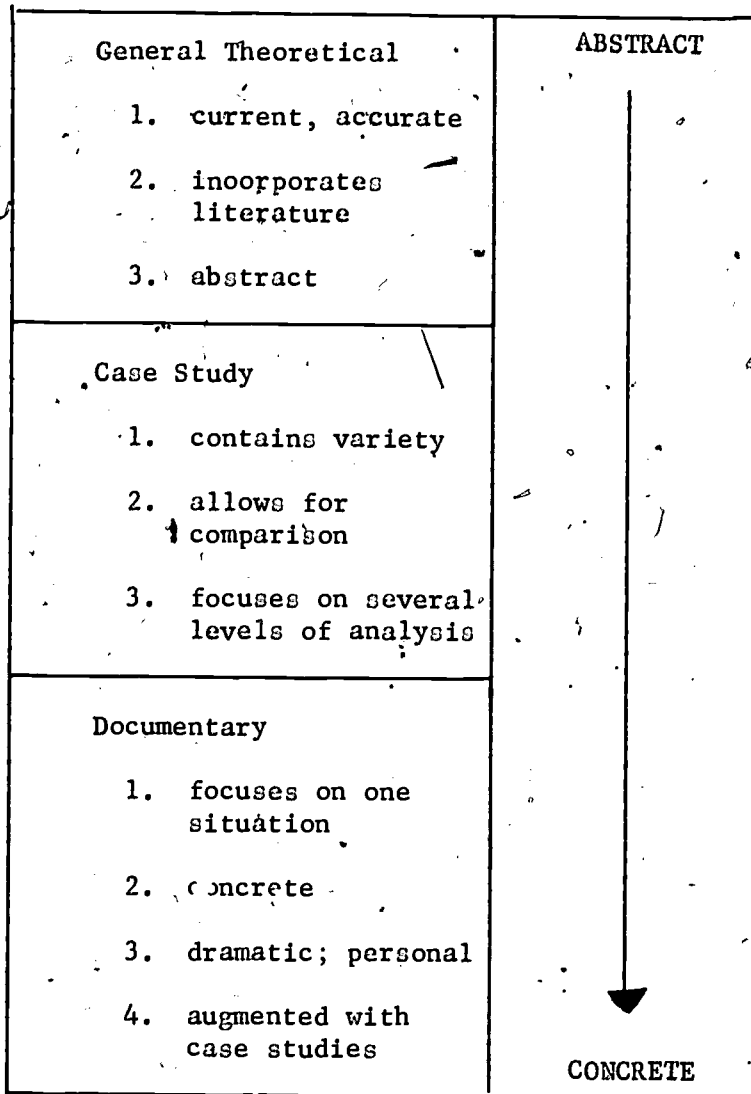 General Theoretical
1. current, accurate
2. incorporates
literature
3. abstract
Case Study
1. contains variety
2. allows for
comparison
3. focuses on several
levels of analysis
Documentary
1. focuses on one
situation
2. concrete
3. dramatic; personal
4. augmented with
case studies
ABSTRACT
CONCRETE